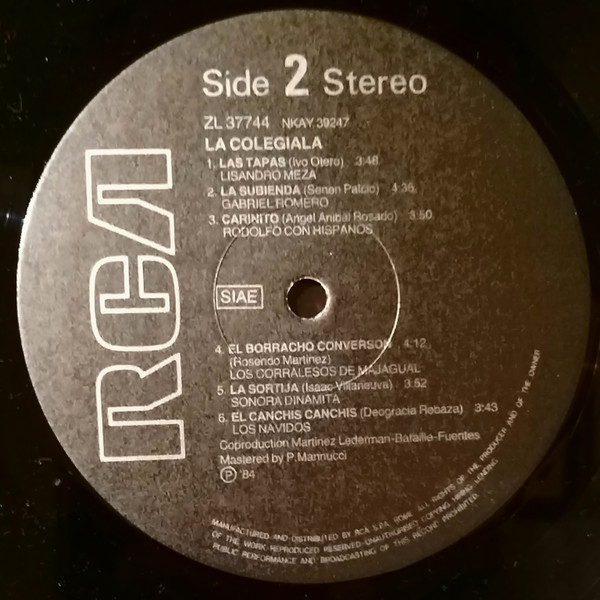 Side 2 Stereo
ZL 37744 NKAY 39247
LA COLEGIALA
1. LAS TAPAS (Ivo Otero) 3:48
LISANDRO MEZA
2. LA SUBIENDA (Senon Palcio) 4:36
GABRIEL ROMERO
3. CARINITO (Angel Anibal Rosado) 3:50
RODOLFO CON HISPANOS
RCA
SIAE
4. EL BORRACHO CONVERSON 4:12
(Rosendo Martinez)
LOS CORRALESOS DE MAJAGUAL
5. LA SORTIJA (Isaac Villanueva) 3:52
SONORA DINAMITA
6. EL CANCHIS CANCHIS (Deogracia Rebaza) 3:43
LOS NAVIDOS
Coproduction Martinez Lederman-Bataille-Fuentes
Mastered by P. Mannucci
Ⓟ '84
MANUFACTURED AND DISTRIBUTED BY RCA S.P.A. ROMA. ALL RIGHTS OF THE PRODUCER AND OF THE OWNER
OF THE WORK REPRODUCED RESERVED-UNAUTHORISED COPYING HIRING LENDING
PUBLIC PERFORMANCE AND BROADCASTING OF THIS RECORD PROHIBITED